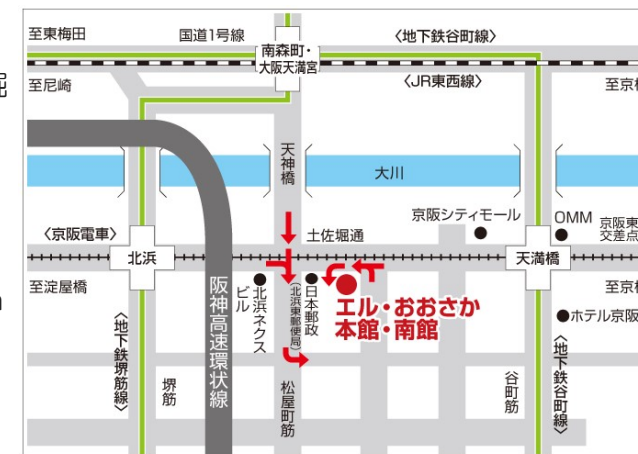 至東梅田
国道1号線
〈地下鉄谷町線〉
南森町・
大阪天満宮
至尼崎
〈JR東西線〉
至京
天神橋
大川
京阪シティモール
OMM
京阪東
交差点
〈京阪電車〉
土佐堀通
北浜
天満橋
至淀屋橋
至京
阪神高速環状線
北浜ネクス
ビル
(北浜東郵便局)
日本郵政
エル・おおさか
本館・南館
ホテル京阪
〈地下鉄堺筋線〉
堺筋
松屋町筋
谷町筋
〈地下鉄谷町線〉